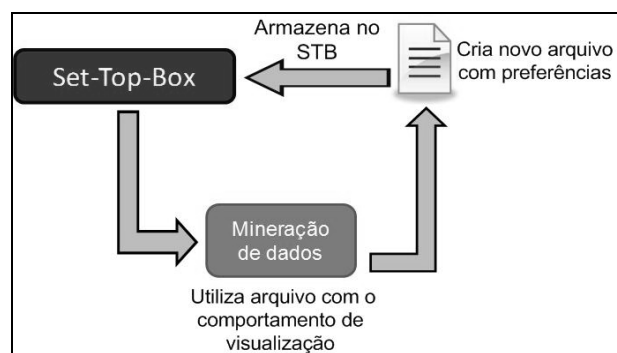 Armazena no
STB
Cria novo arquivo
com preferências
Set-Top-Box
Mineração
de dados
Utiliza arquivo com o
comportamento de
visualização